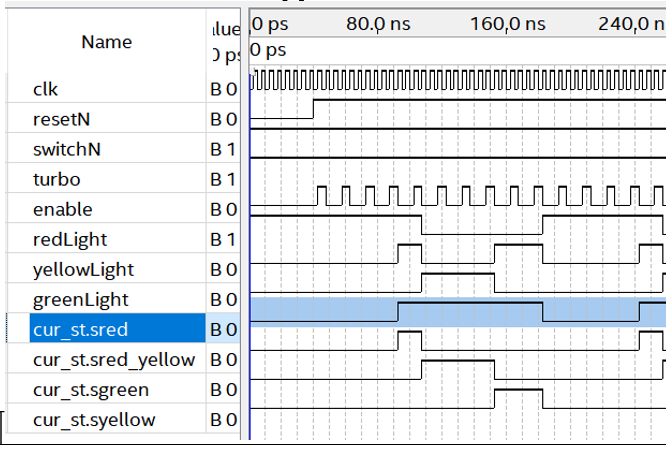 Name
0 ps 80.0 ns 160.0 ns 240.0 n
0 ps
clk B 0
resetN B 0
switchN B 1
turbo B 1
enable B 0
redLight B 1
yellowLight B 0
greenLight B 0
cur_st.sred B 0
cur_st.sred_yellow B 0
cur_st.sgreen B 0
cur_st.syellow B 0